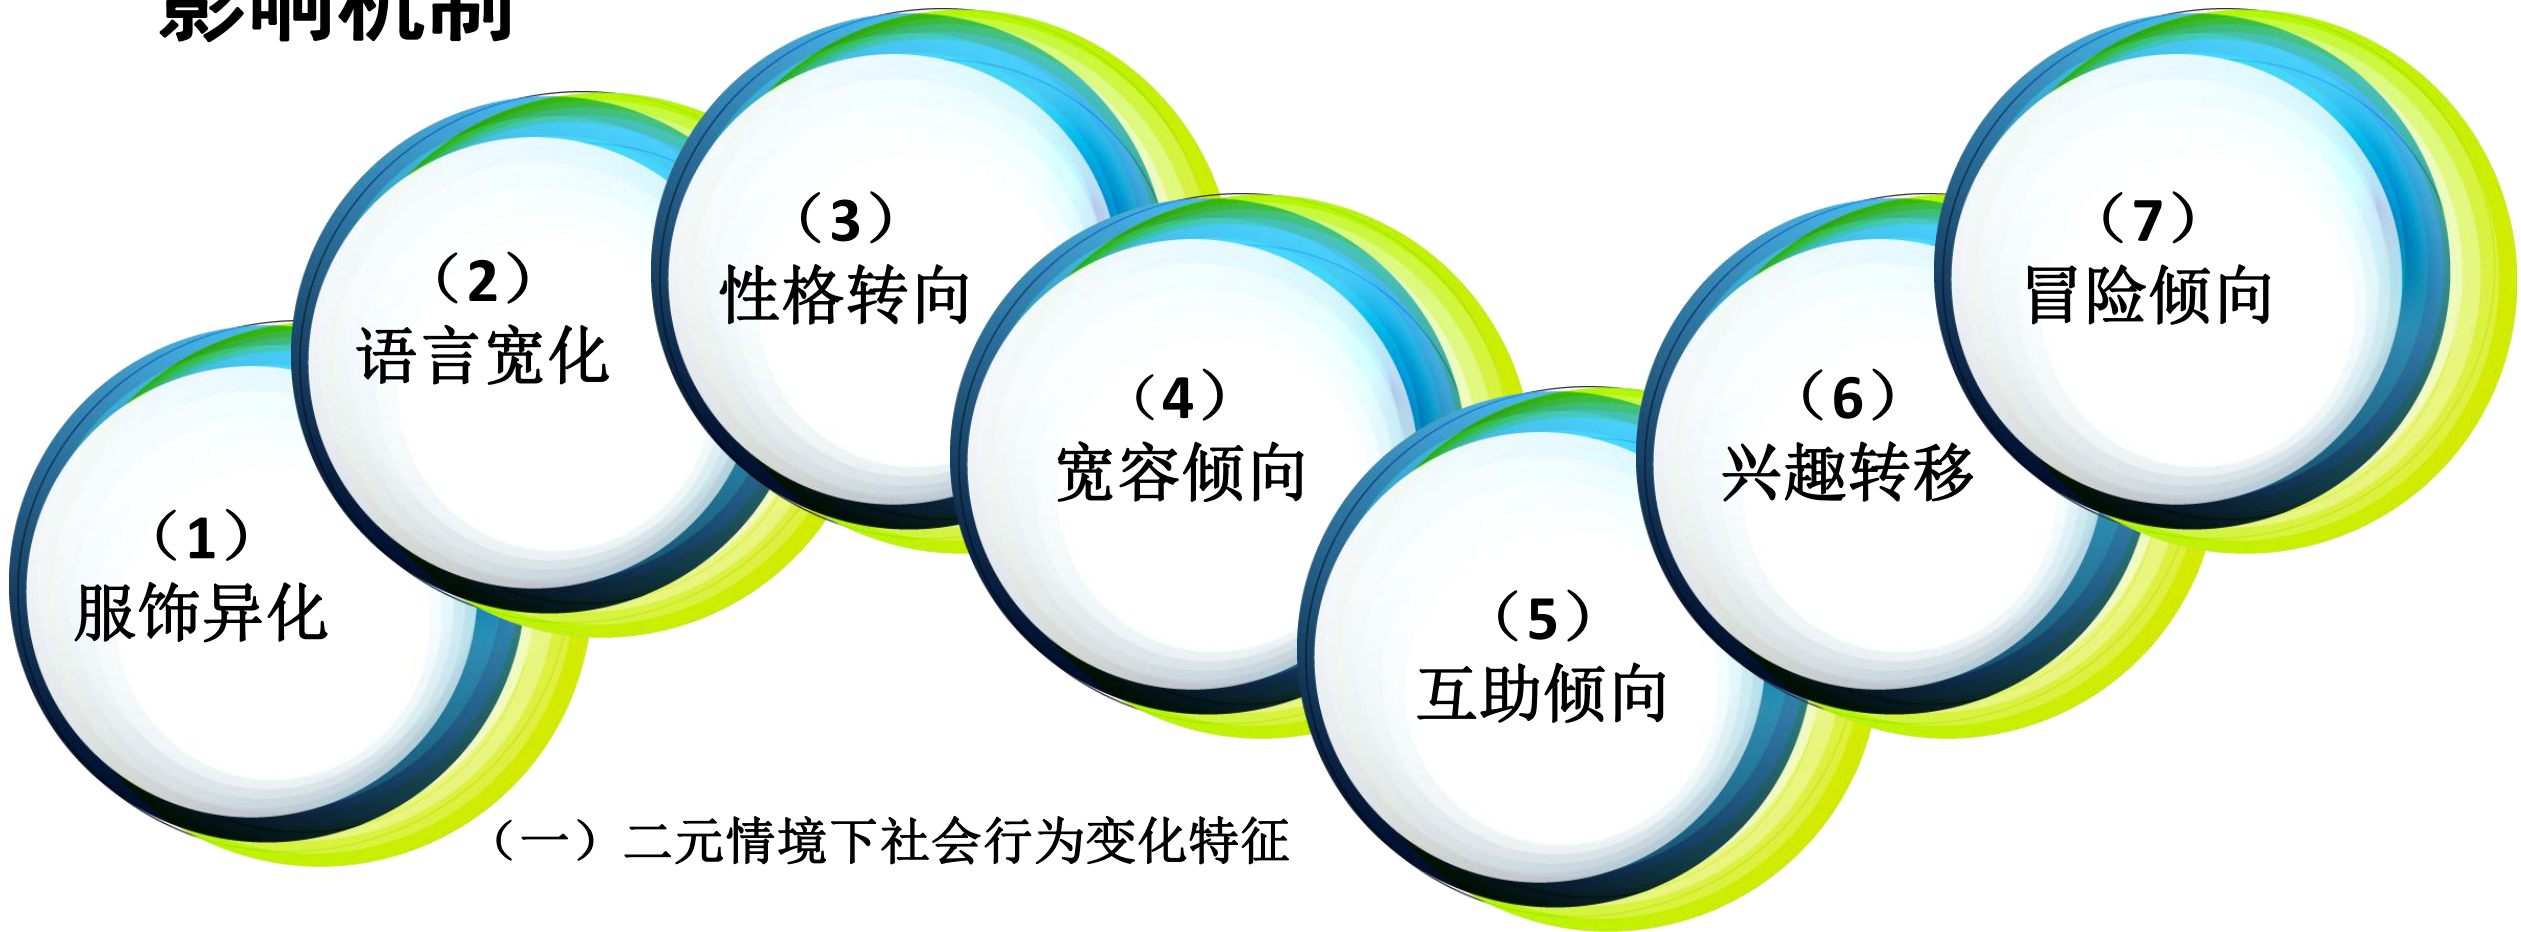 影响机制
（1）
服饰异化
（2）
语言宽化
（3）
性格转向
（4）
宽容倾向
（5）
互助倾向
（6）
兴趣转移
（7）
冒险倾向
（一）二元情境下社会行为变化特征